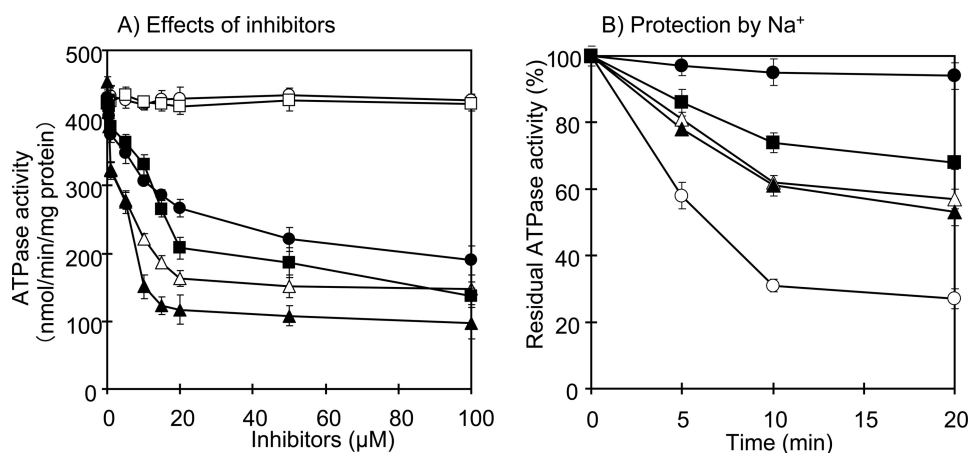 A) Effects of inhibitors
ATPase activity
(nmol/min/mg protein)
500
400
300
200
100
0
0 20 40 60 80 100
Inhibitors (µM)
B) Protection by Na⁺
Residual ATPase activity (%)
100
80
60
40
20
0
0 5 10 15 20
Time (min)